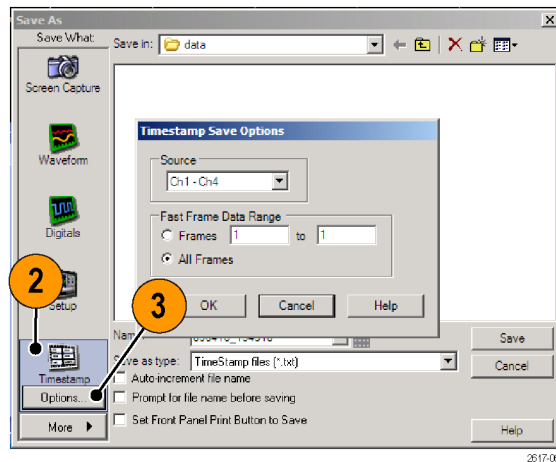 Save As
Save What:
Save in: data
Screen Capture
Waveform
Digitals
Setup
Timestamp
Options...
More
Timestamp Save Options
Source
Ch1 - Ch4
Fast Frame Data Range
Frames 1 to 1
All Frames
OK Cancel Help
2
3
Save as type: TimeStamp files (*.txt)
Auto-increment file name
Prompt for file name before saving
Set Front Panel Print Button to Save
Save
Cancel
Help